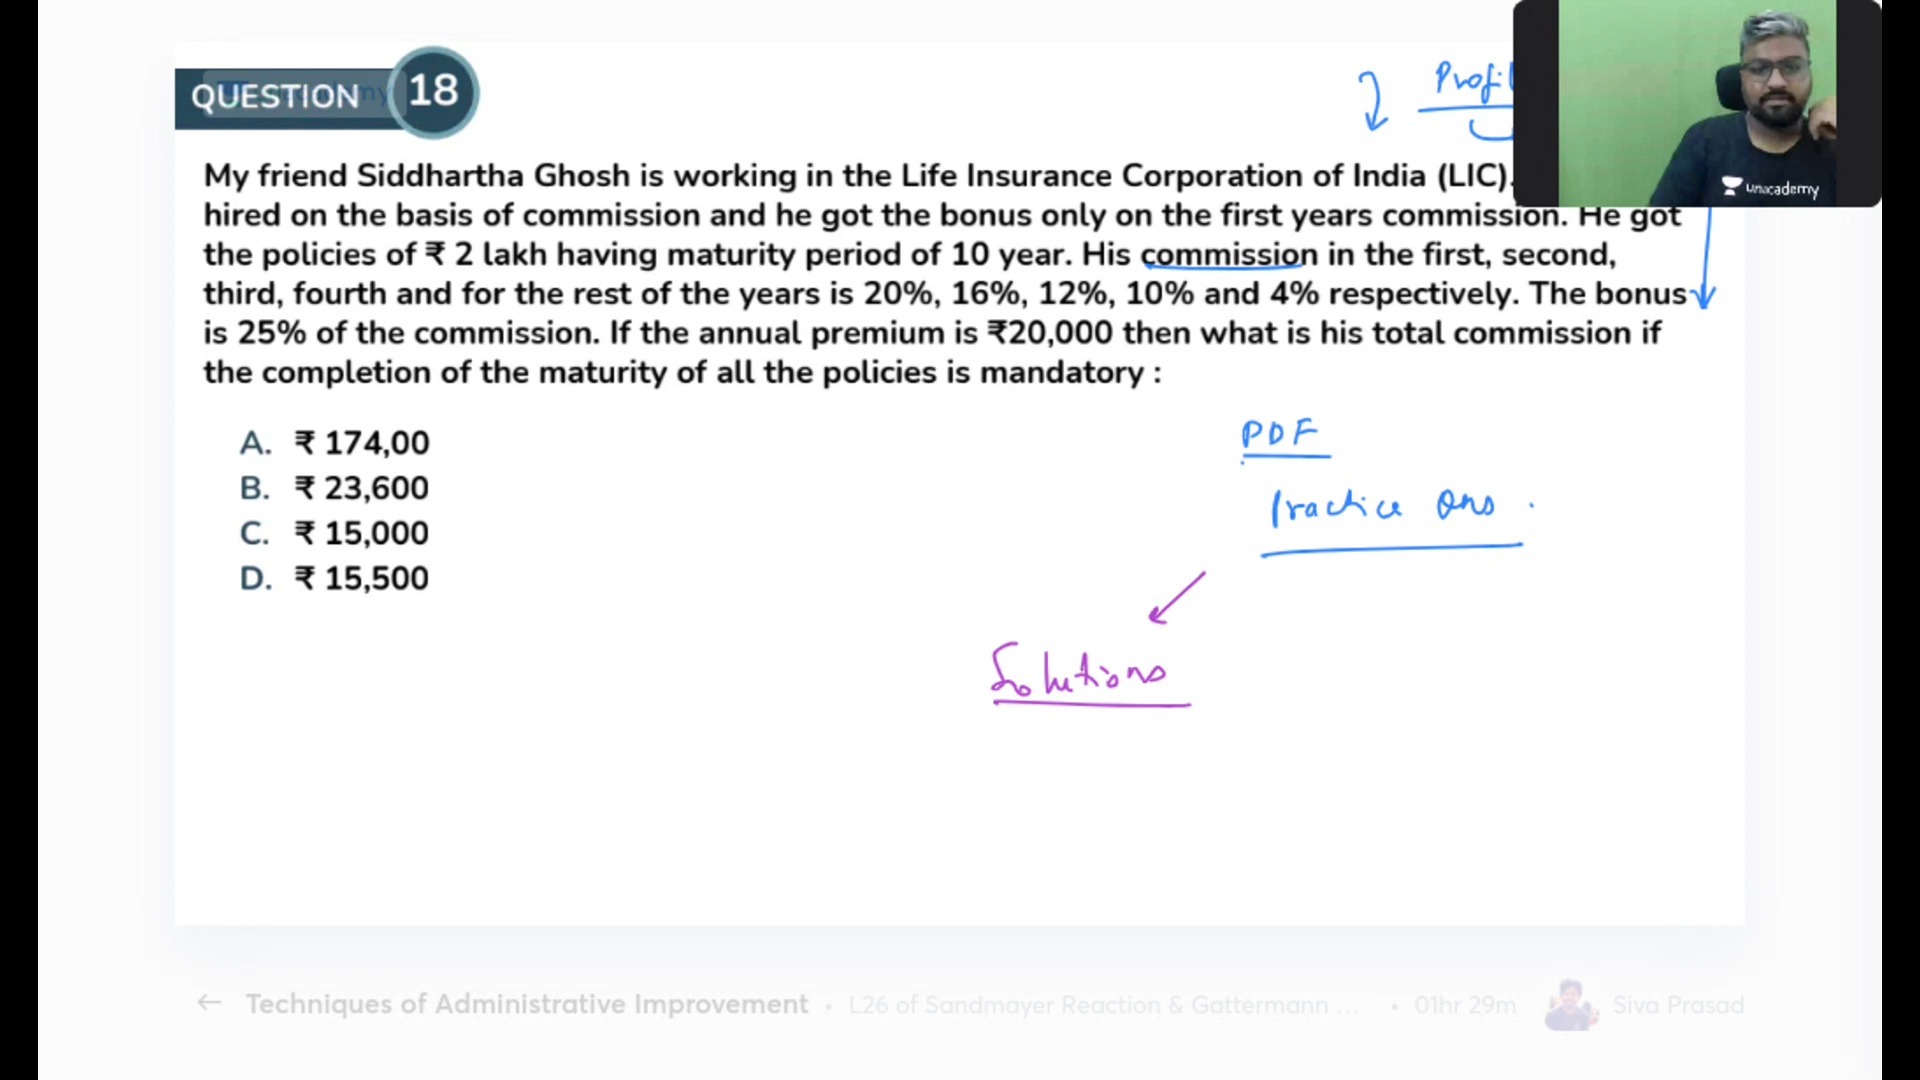 QUESTION 18
Profi
My friend Siddhartha Ghosh is working in the Life Insurance Corporation of India (LIC).
hired on the basis of commission and he got the bonus only on the first years commission. He got
the policies of ₹ 2 lakh having maturity period of 10 year. His commission in the first, second,
third, fourth and for the rest of the years is 20%, 16%, 12%, 10% and 4% respectively. The bonus
is 25% of the commission. If the annual premium is ₹20,000 then what is his total commission if
the completion of the maturity of all the policies is mandatory :
A. ₹ 174,00
B. ₹ 23,600
C. ₹ 15,000
D. ₹ 15,500
PDF
Practice Qns .
Solutions
unacademy
← Techniques of Administrative Improvement • L26 of Sandmayer Reaction & Gattermann ... • 01hr 29m Siva Prasad